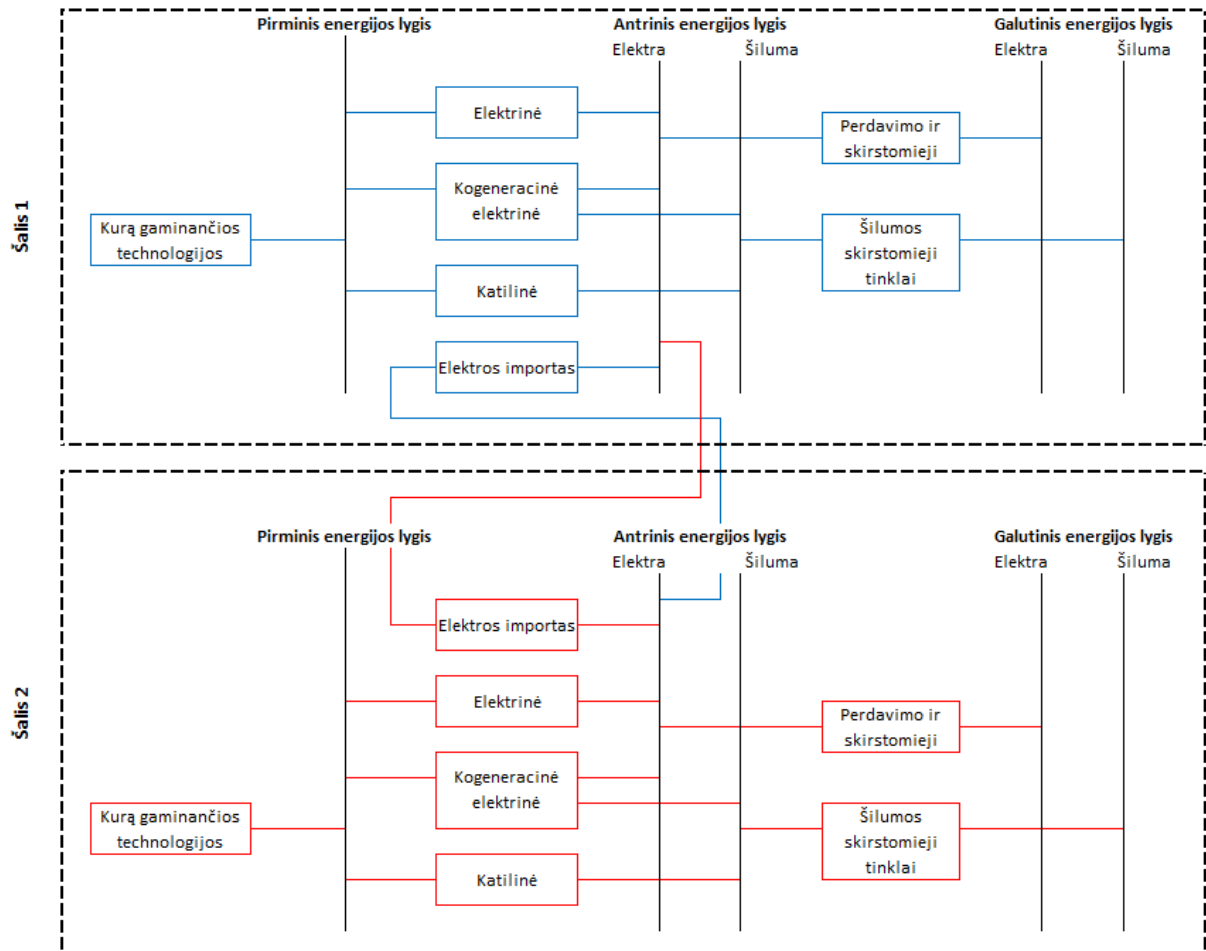 Pirminis energijos lygis
Antrinis energijos lygis
Galutinis energijos lygis
Elektra
Šiluma
Elektra
Šiluma
Šalis 1
Elektrinė
Perdavimo ir
skirstomieji
Kogeneracinė
elektrinė
Kurą gaminančios
technologijos
Šilumos
skirstomieji
tinklai
Katilinė
Elektros importas
Pirminis energijos lygis
Antrinis energijos lygis
Galutinis energijos lygis
Elektra
Šiluma
Elektra
Šiluma
Šalis 2
Elektros importas
Elektrinė
Perdavimo ir
skirstomieji
Kogeneracinė
elektrinė
Kurą gaminančios
technologijos
Šilumos
skirstomieji
tinklai
Katilinė